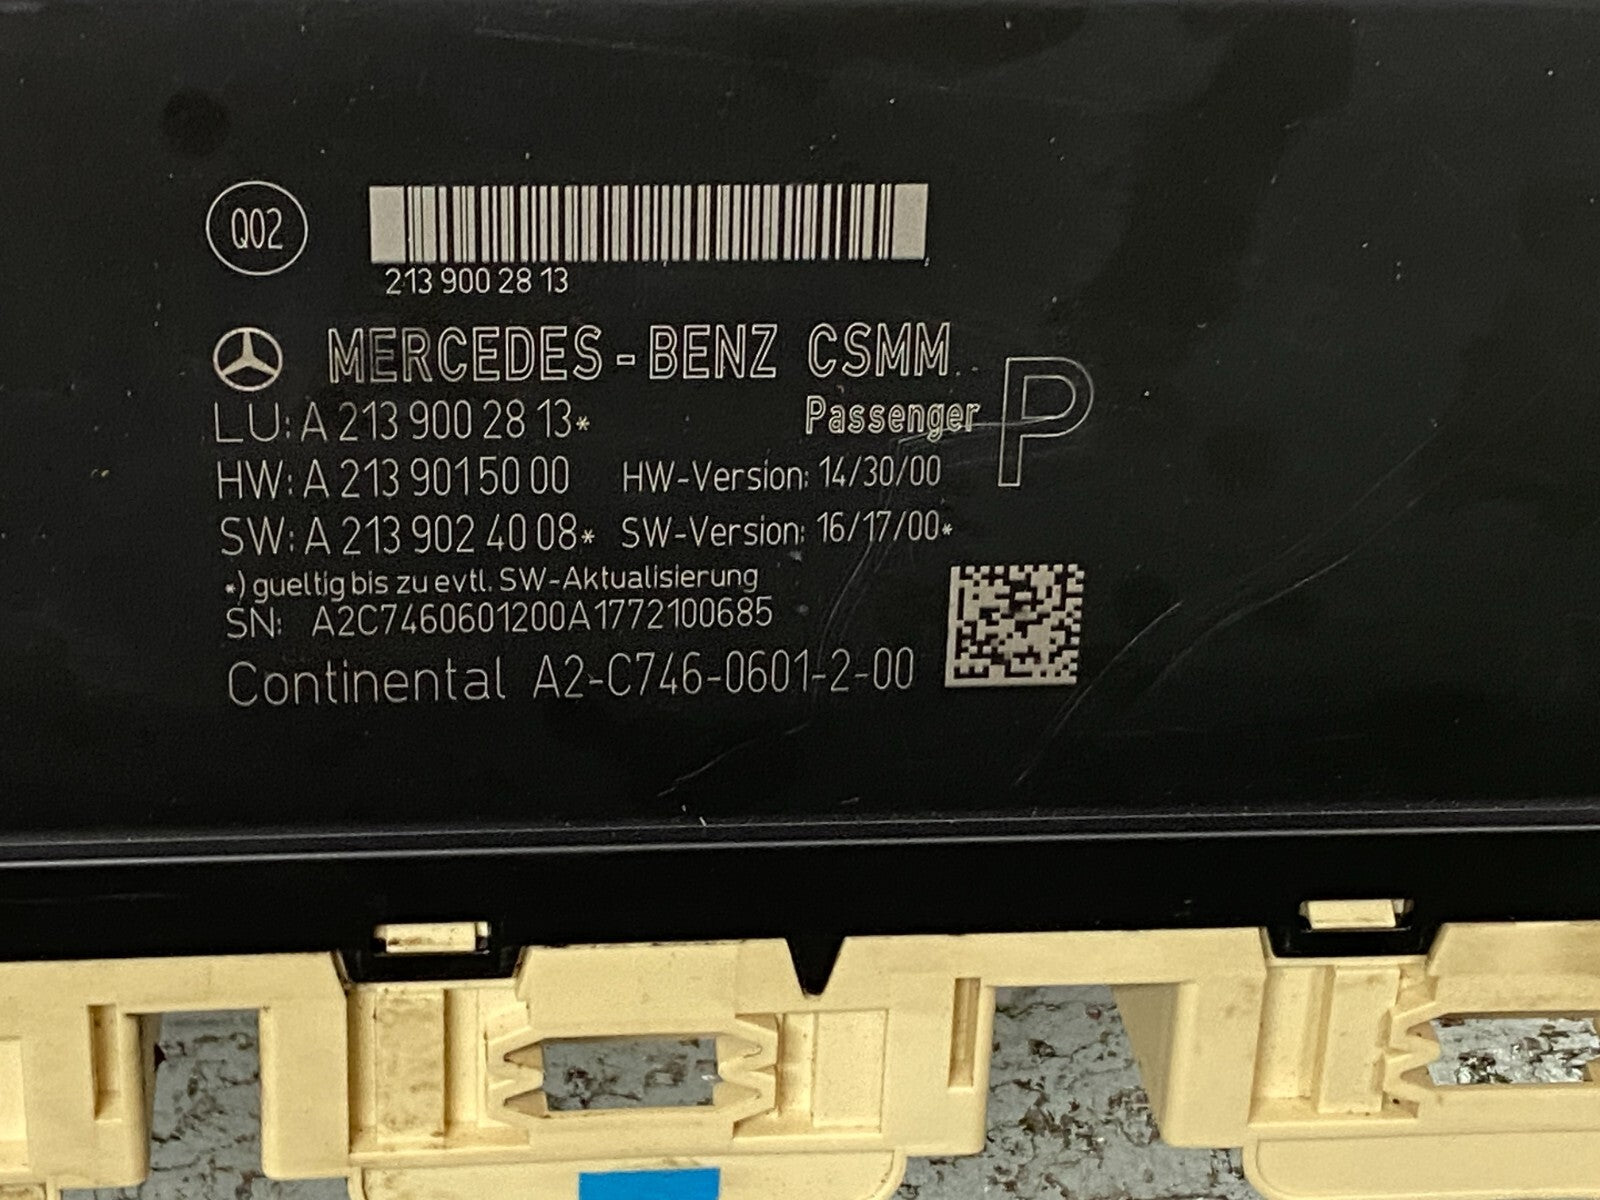 Q02
213 900 28 13
MERCEDES-BENZ CSMM
LU: A 213 900 28 13*
Passenger P
HW: A 213 901 50 00 HW-Version: 14/30/00
SW: A 213 902 40 08* SW-Version: 16/17/00*
*) gueltig bis zu evtl. SW-Aktualisierung
SN: A2C7460601200A1772100685
Continental A2-C746-0601-2-00